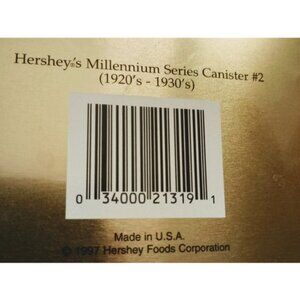 Hershey®'s Millennium Series Canister #2
(1920's - 1930's)
0 34000 21319 1
Made in U.S.A.
© 1997 Hershey Foods Corporation